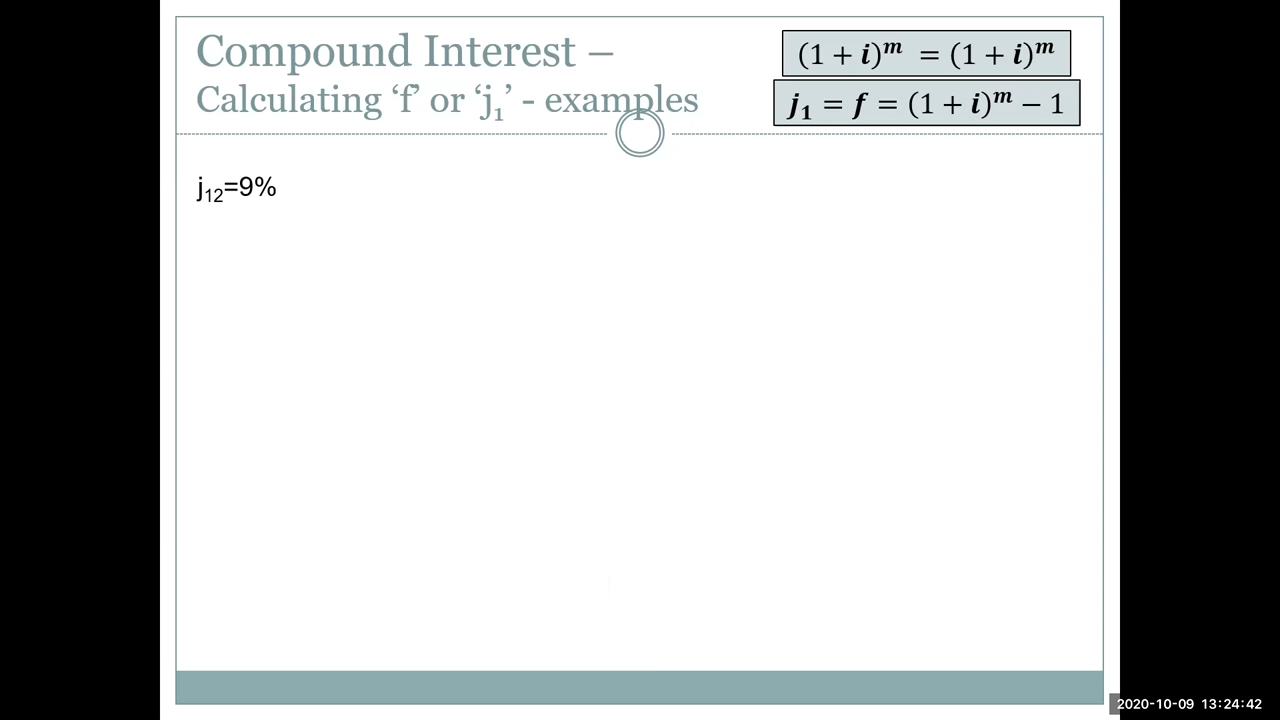 Compound Interest –
Calculating ‘f’ or ‘j₁’ - examples
(1 + i)ᵐ = (1 + i)ᵐ
j₁ = f = (1 + i)ᵐ − 1
j₁₂=9%
2020-10-09 13:24:42